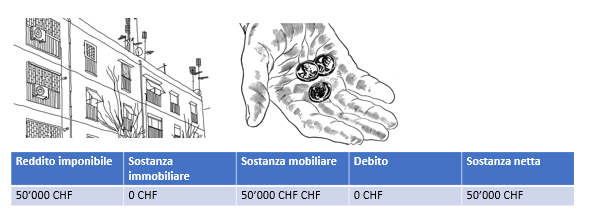 Reddito imponibile Sostanza immobiliare Sostanza mobiliare Debito Sostanza netta
50’000 CHF 0 CHF 50’000 CHF CHF 0 CHF 50’000 CHF